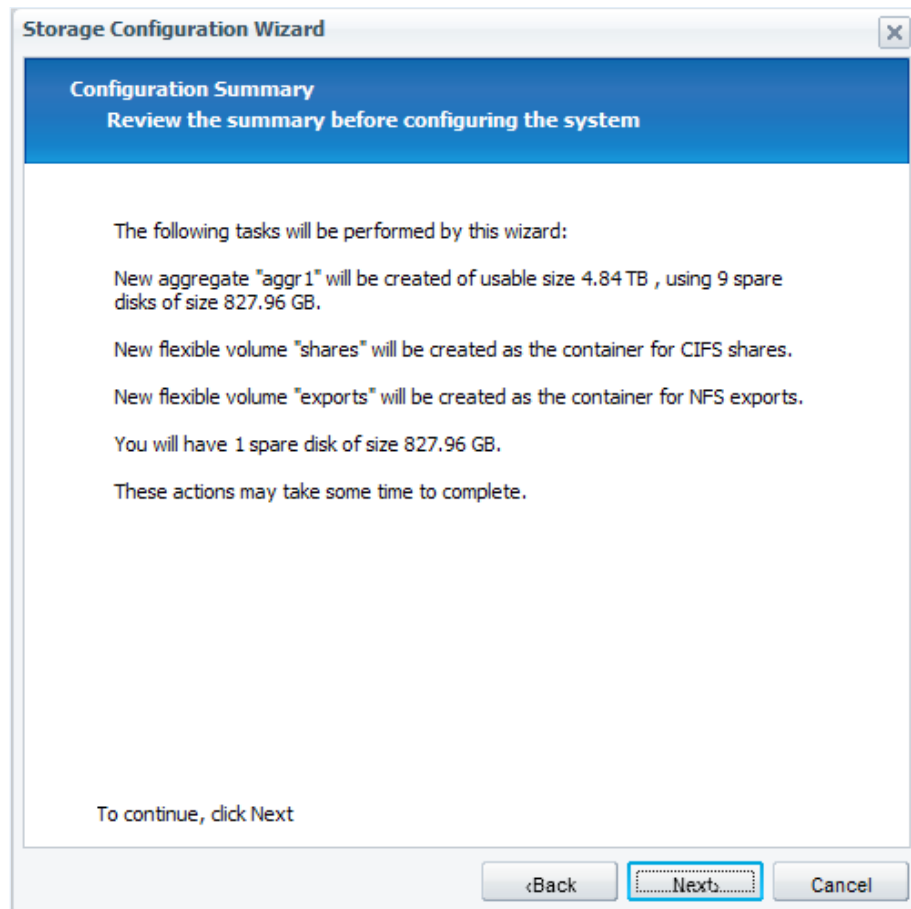 Storage Configuration Wizard
Configuration Summary
Review the summary before configuring the system
The following tasks will be performed by this wizard:
New aggregate "aggr1" will be created of usable size 4.84 TB , using 9 spare
disks of size 827.96 GB.
New flexible volume "shares" will be created as the container for CIFS shares.
New flexible volume "exports" will be created as the container for NFS exports.
You will have 1 spare disk of size 827.96 GB.
These actions may take some time to complete.
To continue, click Next
‹Back
Next›
Cancel